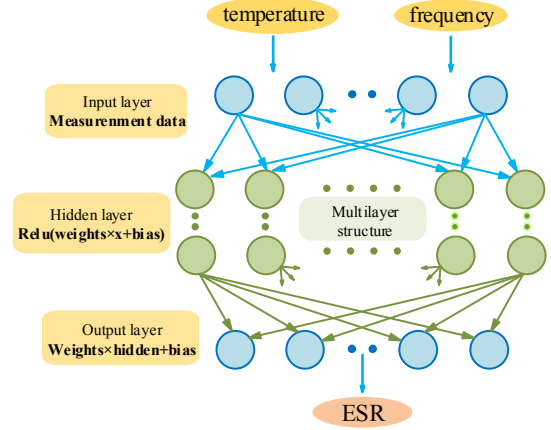 temperature
frequency
Input layer
Measurenment data
Hidden layer
Relu(weights×x+bias)
Multilayer
structure
Output layer
Weights×hidden+bias
ESR